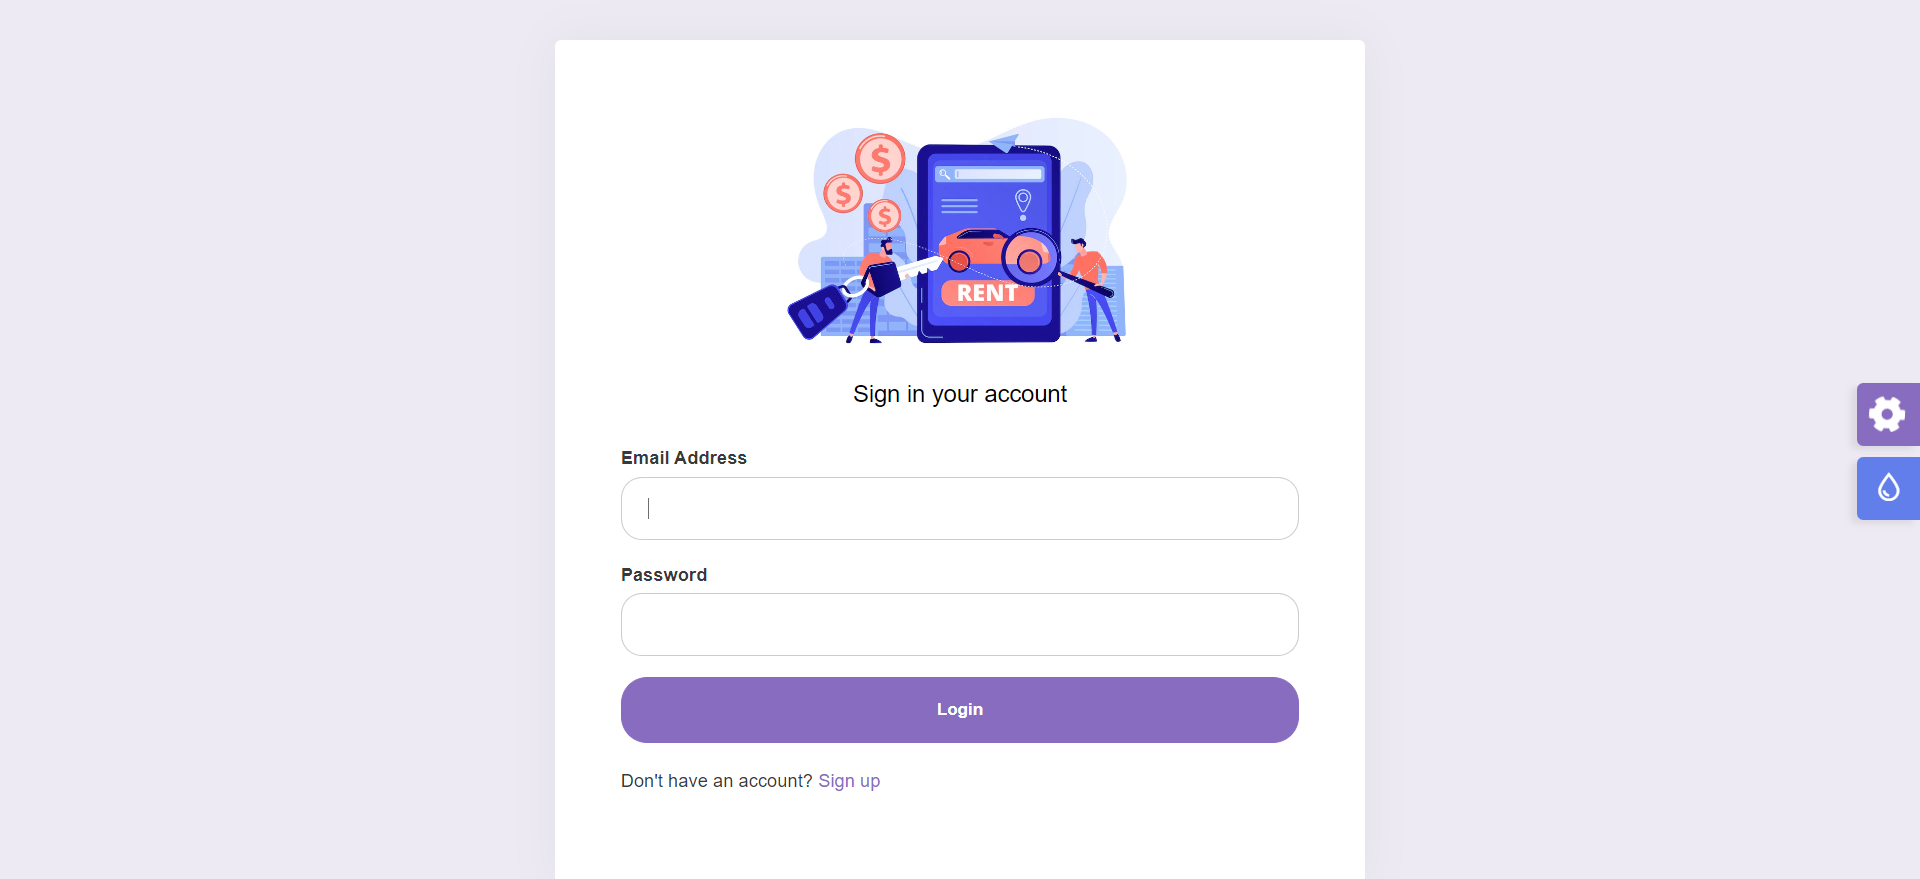 $
$
$
RENT
Sign in your account
Email Address
Password
Login
Don't have an account? Sign up